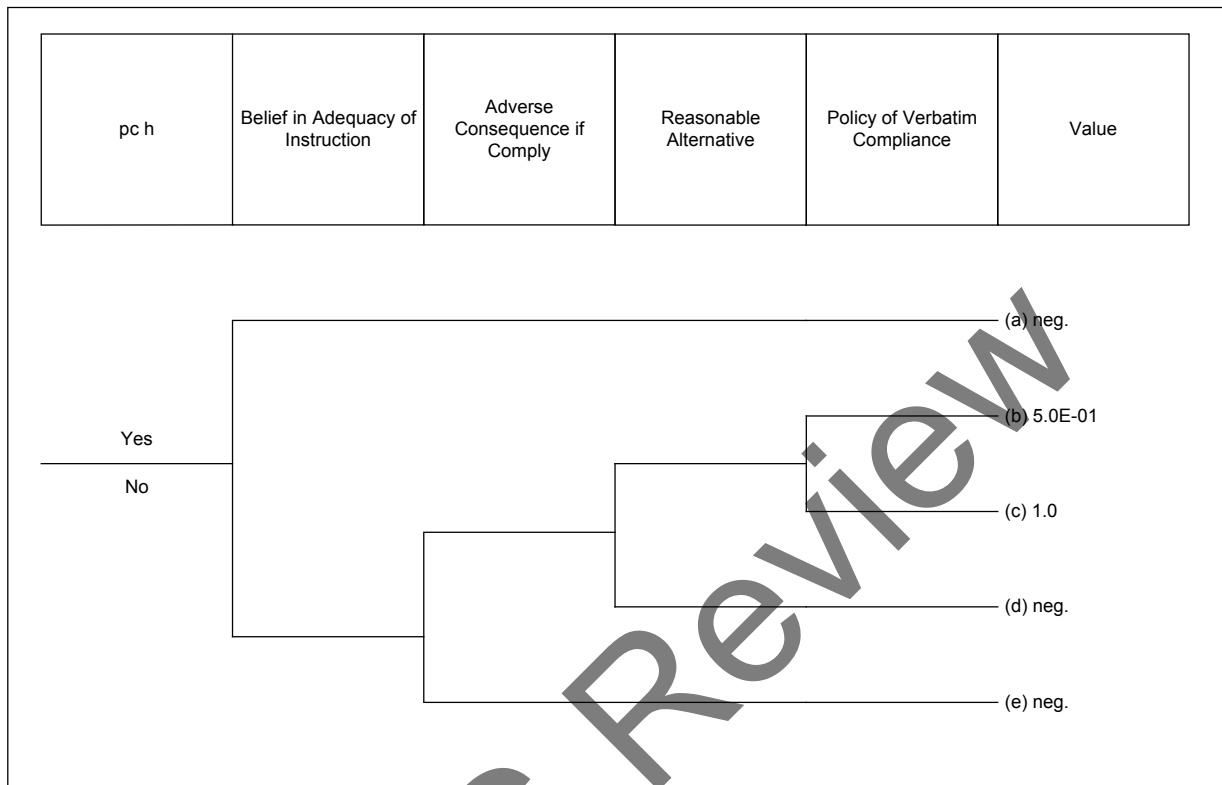 pc h
Belief in Adequacy of
Instruction
Adverse
Consequence if
Comply
Reasonable
Alternative
Policy of Verbatim
Compliance
Value
(a) neg.
(b) 5.0E-01
Yes
No
(c) 1.0
(d) neg.
(e) neg.
Review